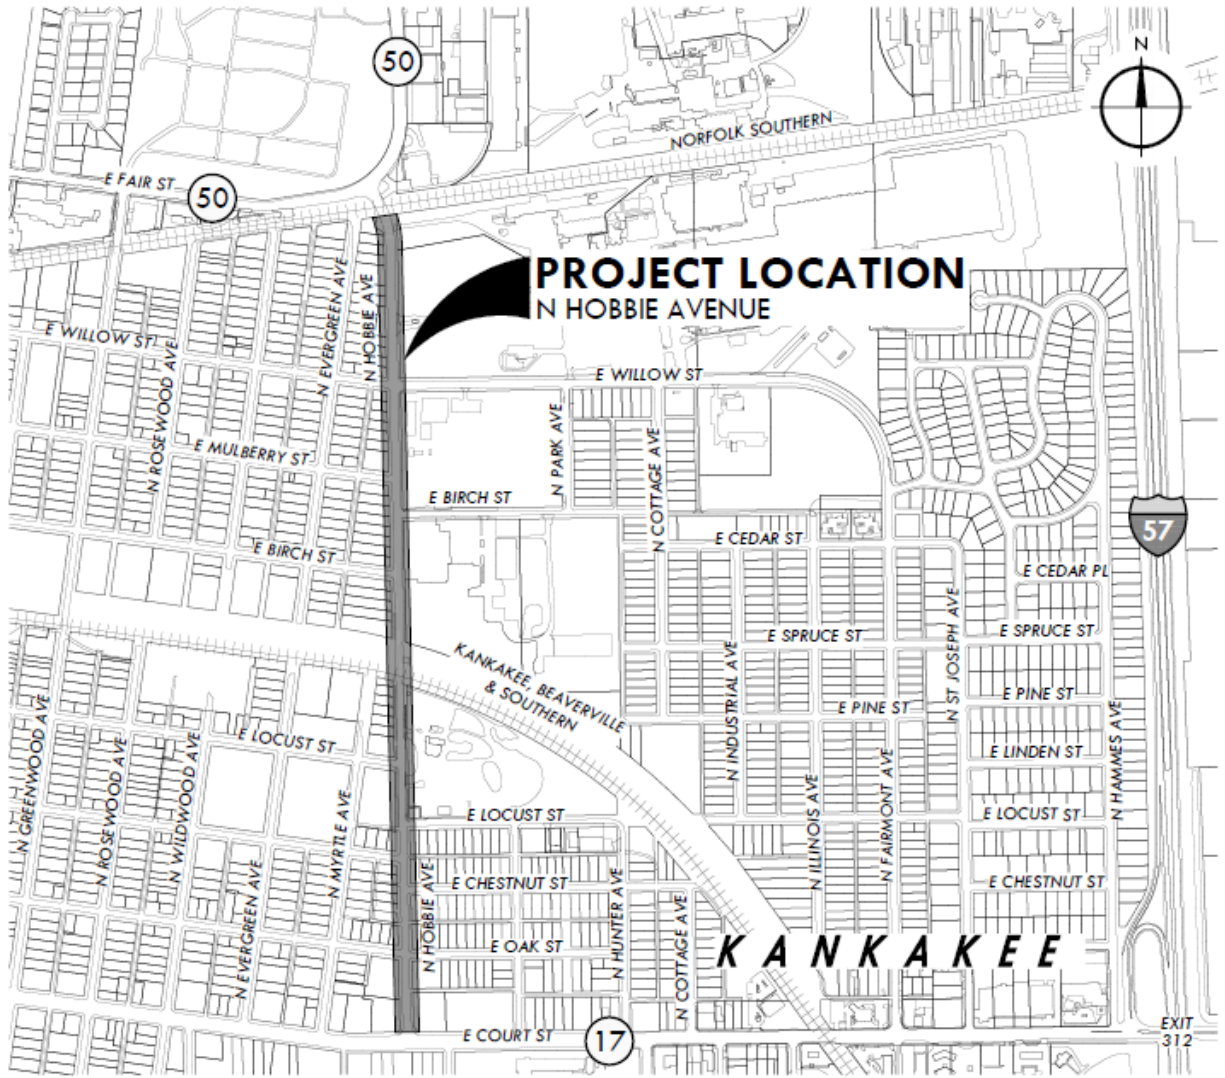 50
N
NORFOLK SOUTHERN
E FAIR ST
50
PROJECT LOCATION
N HOBBIE AVENUE
N EVERGREEN AVE
N HOBBIE AVE
E WILLOW ST
N ROSEWOOD AVE
E WILLOW ST
N PARK AVE
N COTTAGE AVE
E MULBERRY ST
E BIRCH ST
57
E CEDAR ST
E BIRCH ST
E CEDAR PL
N ST JOSEPH AVE
E SPRUCE ST
E SPRUCE ST
KANKAKEE, BEAVERVILLE
& SOUTHERN
N INDUSTRIAL AVE
E PINE ST
E PINE ST
N GREENWOOD AVE
N ROSEWOOD AVE
N WILDWOOD AVE
E LOCUST ST
E LINDEN ST
N HAMMES AVE
N ILLINOIS AVE
N FAIRMONT AVE
N MYRTLE AVE
E LOCUST ST
E LOCUST ST
N EVERGREEN AVE
N HOBBIE AVE
E CHESTNUT ST
N HUNTER AVE
N COTTAGE AVE
E CHESTNUT ST
E OAK ST
KANKAKEE
E COURT ST
17
EXIT
312